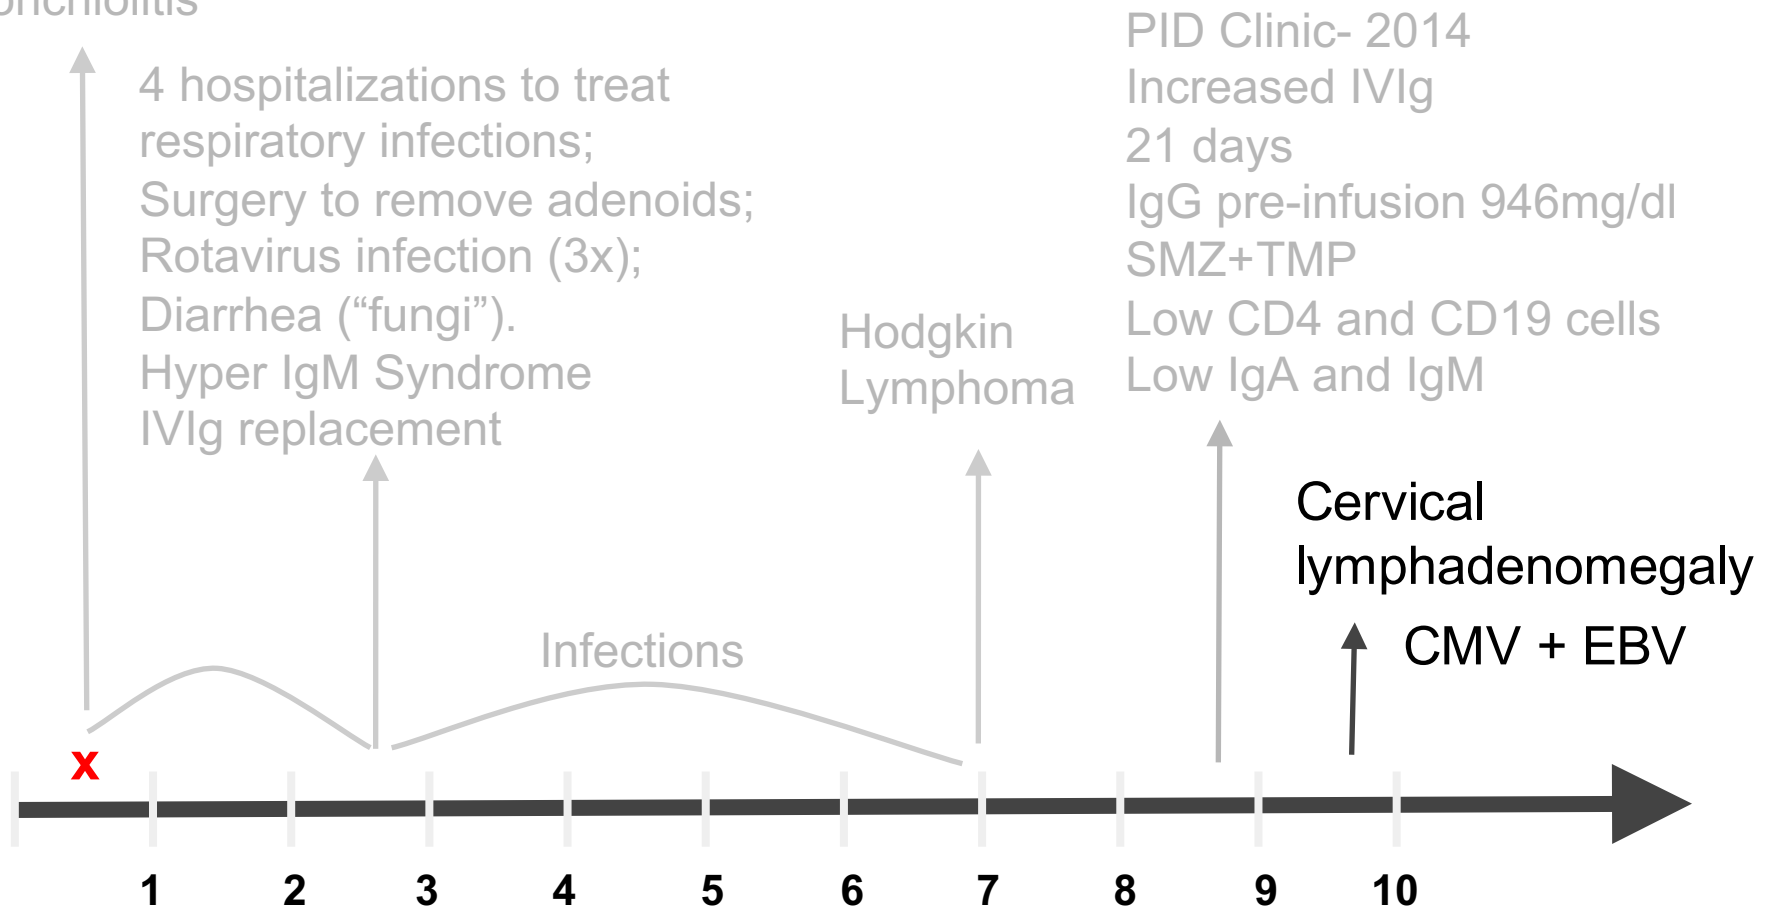 4 hospitalizations to treat
respiratory infections;
Surgery to remove adenoids;
Rotavirus infection (3x);
Diarrhea (“fungi”).
Hyper IgM Syndrome
IVIg replacement
Infections
Hodgkin
Lymphoma
PID Clinic- 2014
Increased IVIg
21 days
IgG pre-infusion 946mg/dl
SMZ+TMP
Low CD4 and CD19 cells
Low IgA and IgM
Cervical
lymphadenomegaly
CMV + EBV
x
1 2 3 4 5 6 7 8 9 10